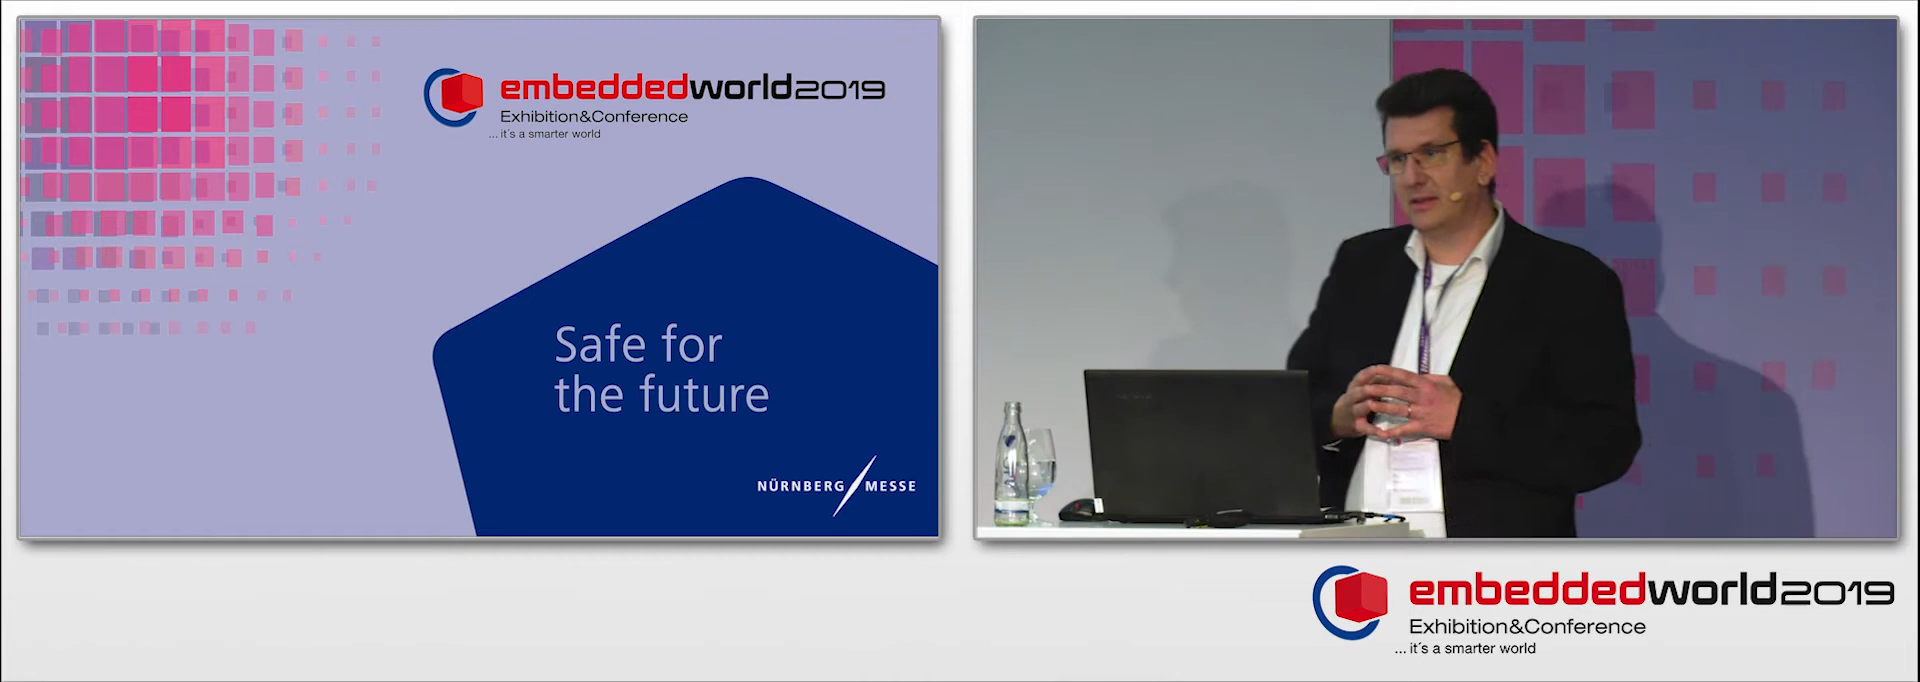 embeddedworld2019
Exhibition&Conference
... it´s a smarter world
Safe for
the future
NÜRNBERG MESSE
embeddedworld2019
Exhibition&Conference
... it´s a smarter world